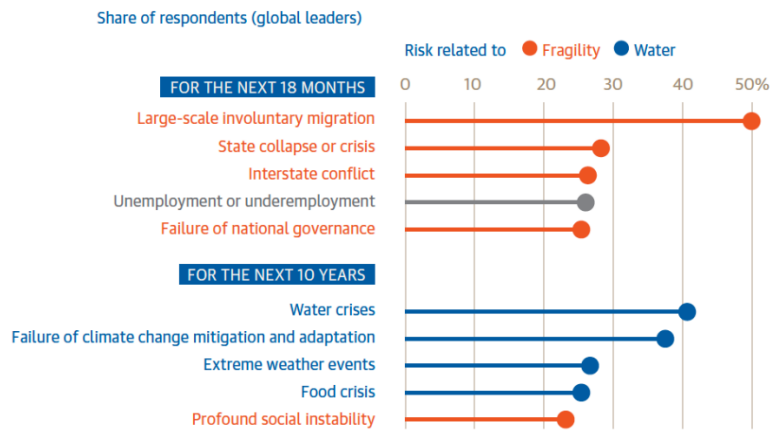 Share of respondents (global leaders)
Risk related to Fragility Water
FOR THE NEXT 18 MONTHS
0 10 20 30 40 50%
Large-scale involuntary migration
State collapse or crisis
Interstate conflict
Unemployment or underemployment
Failure of national governance
FOR THE NEXT 10 YEARS
Water crises
Failure of climate change mitigation and adaptation
Extreme weather events
Food crisis
Profound social instability